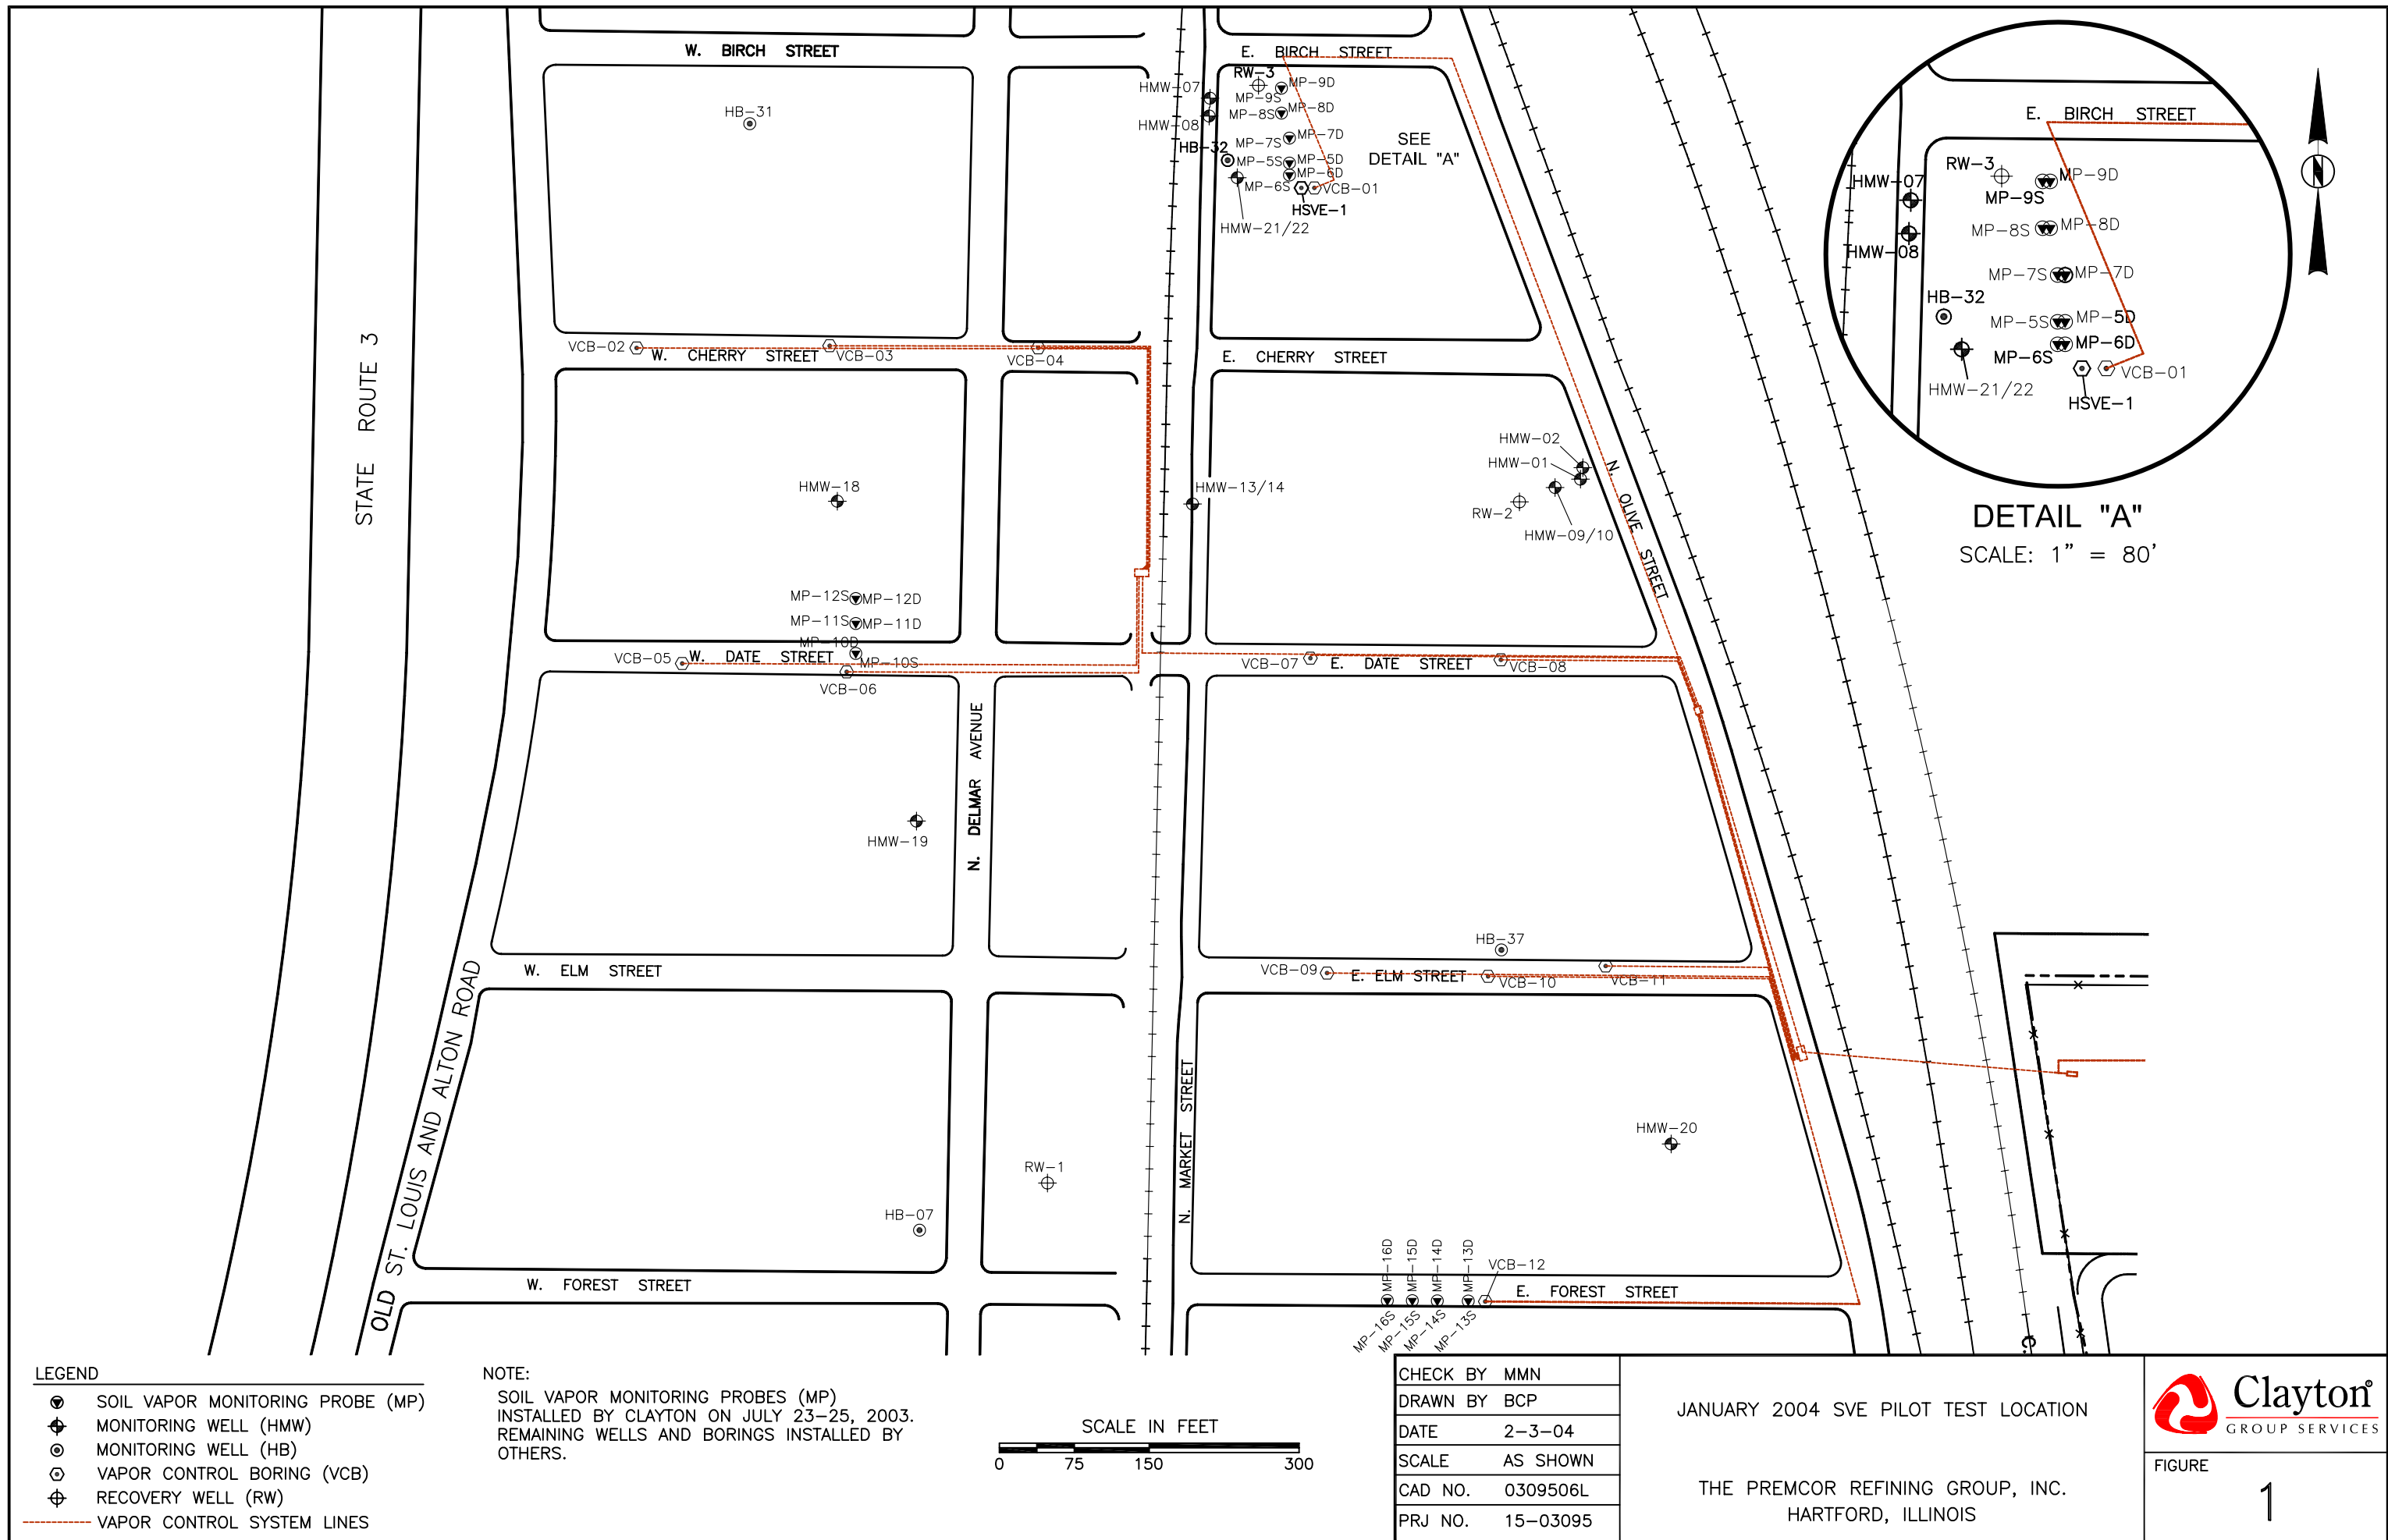 W. BIRCH STREET
E. BIRCH STREET
HB-31
HMW-07
HMW-08
HB-32
RW-3
MP-9S
MP-9D
MP-8S
MP-8D
MP-7S
MP-7D
MP-5S
MP-5D
MP-6D
MP-6S
VCB-01
HSVE-1
HMW-21/22
SEE
DETAIL "A"
E. BIRCH STREET
RW-3
HMW-07
MP-9D
MP-9S
MP-8S
MP-8D
HMW-08
MP-7S
MP-7D
HB-32
MP-5S
MP-5D
MP-6S
MP-6D
HMW-21/22
VCB-01
HSVE-1
DETAIL "A"
SCALE: 1" = 80'
N
STATE ROUTE 3
VCB-02
W. CHERRY STREET
VCB-03
VCB-04
E. CHERRY STREET
HMW-18
HMW-13/14
HMW-02
HMW-01
RW-2
HMW-09/10
N. OLIVE STREET
MP-12S
MP-12D
MP-11S
MP-11D
MP-10D
MP-10S
VCB-05
W. DATE STREET
VCB-06
VCB-07
E. DATE STREET
VCB-08
N. DELMAR AVENUE
HMW-19
HB-37
W. ELM STREET
VCB-09
E. ELM STREET
VCB-10
VCB-11
OLD ST. LOUIS AND ALTON ROAD
N. MARKET STREET
HMW-20
RW-1
HB-07
W. FOREST STREET
MP-16D
MP-15D
MP-14D
MP-13D
VCB-12
E. FOREST STREET
MP-16S
MP-15S
MP-14S
MP-13S
LEGEND
SOIL VAPOR MONITORING PROBE (MP)
MONITORING WELL (HMW)
MONITORING WELL (HB)
VAPOR CONTROL BORING (VCB)
RECOVERY WELL (RW)
VAPOR CONTROL SYSTEM LINES
NOTE:
SOIL VAPOR MONITORING PROBES (MP)
INSTALLED BY CLAYTON ON JULY 23-25, 2003.
REMAINING WELLS AND BORINGS INSTALLED BY
OTHERS.
SCALE IN FEET
0 75 150 300
CHECK BY MMN
DRAWN BY BCP
DATE 2-3-04
SCALE AS SHOWN
CAD NO. 0309506L
PRJ NO. 15-03095
JANUARY 2004 SVE PILOT TEST LOCATION
THE PREMCOR REFINING GROUP, INC.
HARTFORD, ILLINOIS
Clayton®
GROUP SERVICES
FIGURE
1